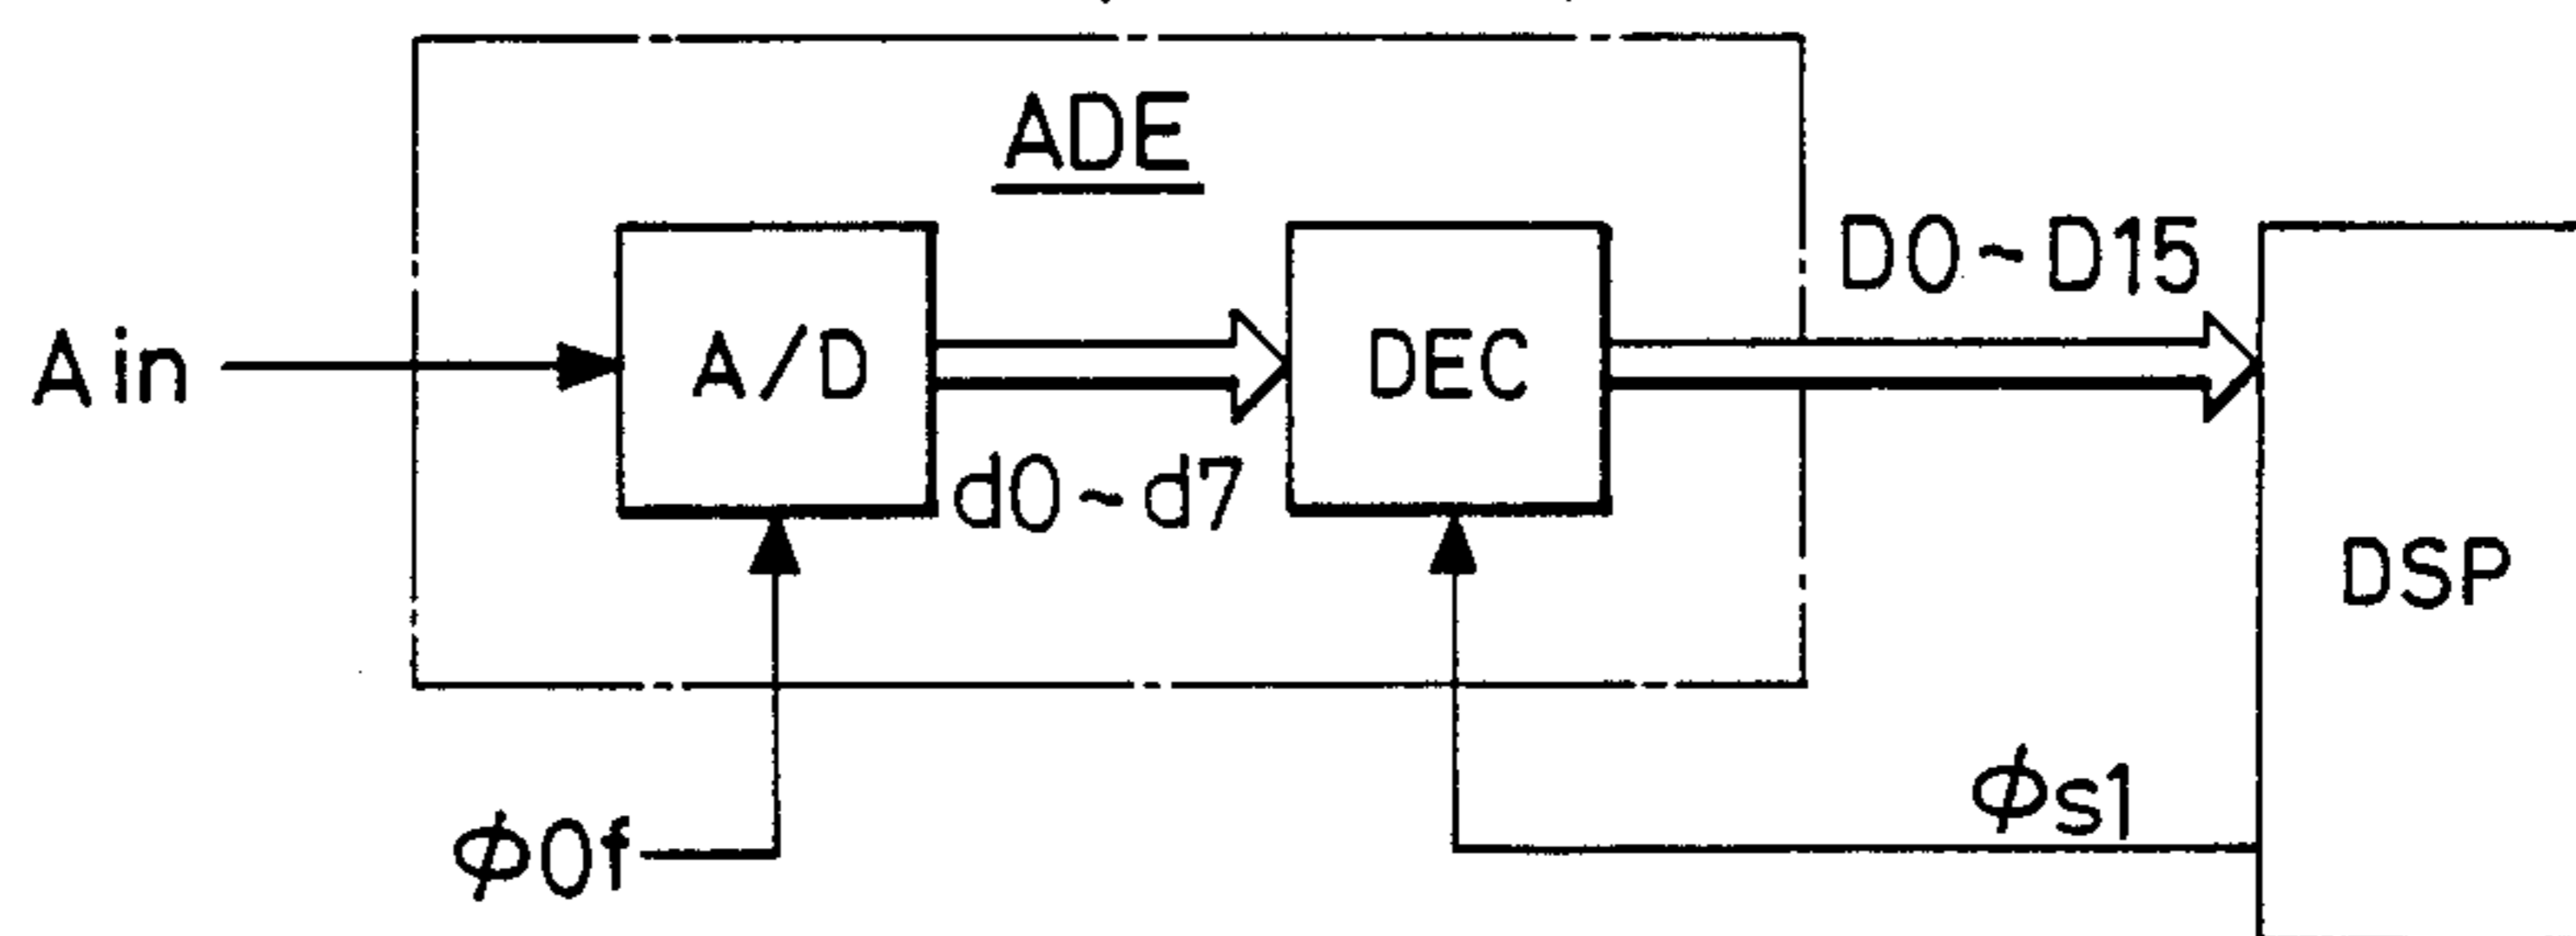 ADE
D0~D15
Ain
A/D
DEC
d0~d7
DSP
ϕs1
ϕ0f